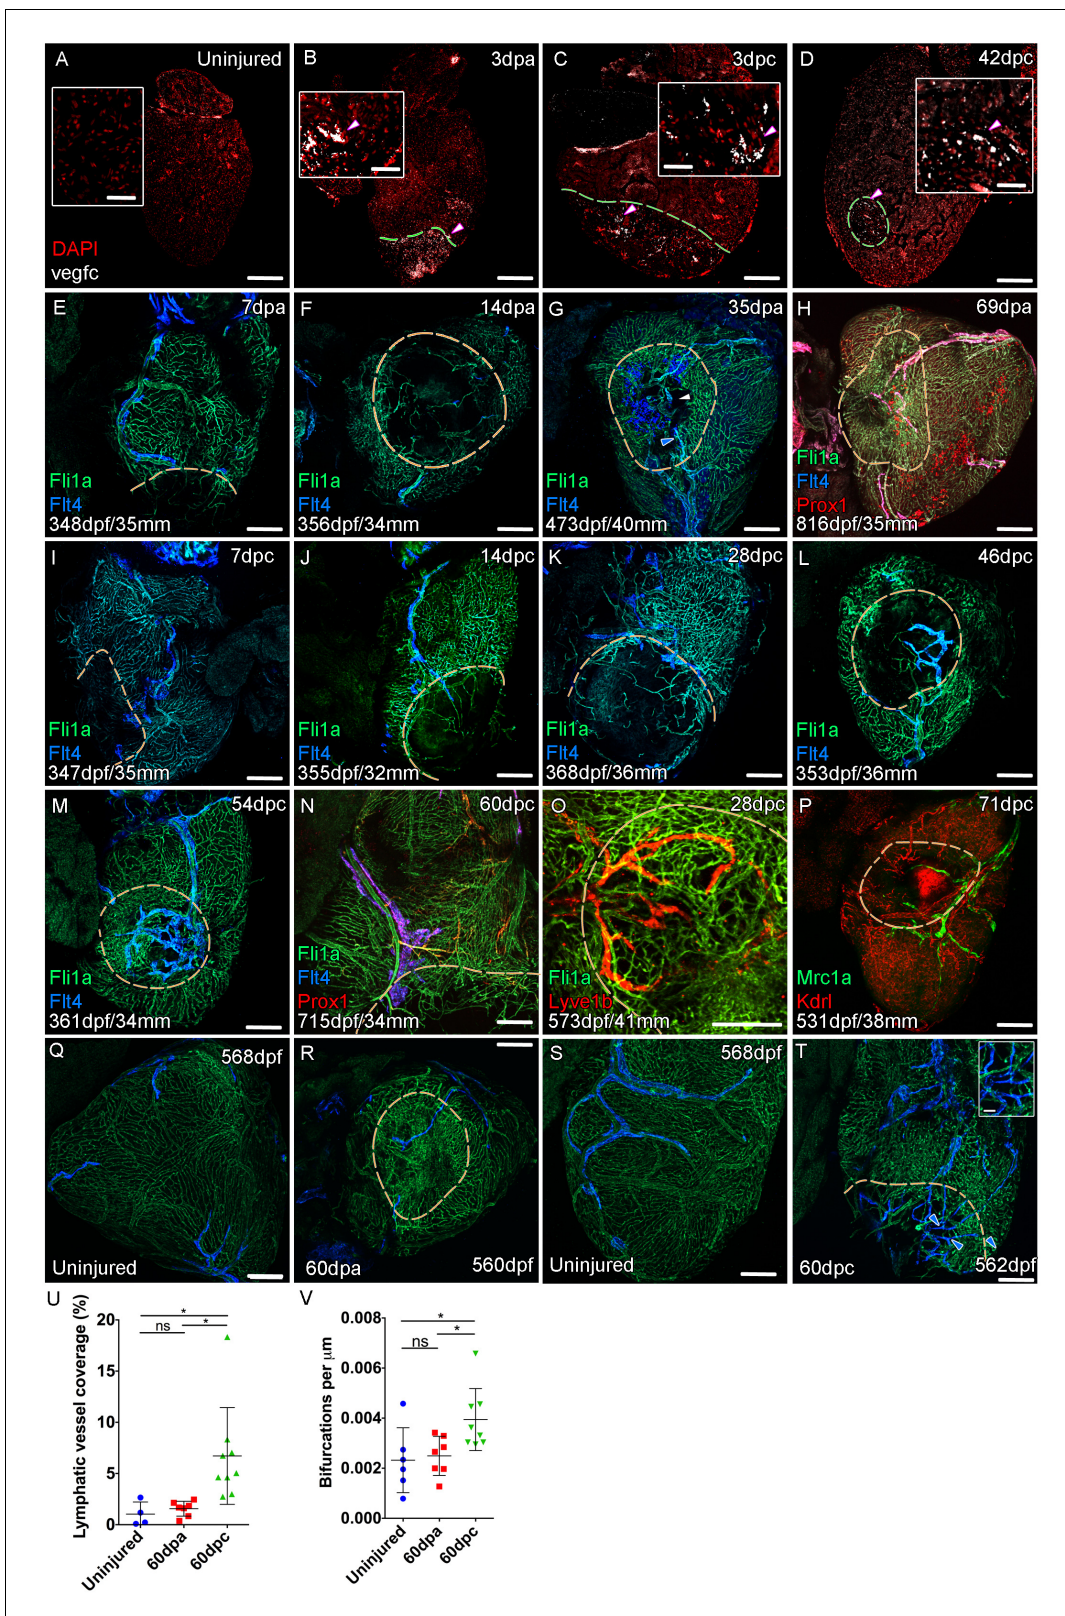 A Uninjured
DAPI
vegfc
B 3dpa
C 3dpc
D 42dpc
E 7dpa
Fli1a
Flt4
348dpf/35mm
F 14dpa
Fli1a
Flt4
356dpf/34mm
G 35dpa
Fli1a
Flt4
473dpf/40mm
H 69dpa
Fli1a
Flt4
Prox1
816dpf/35mm
I 7dpc
Fli1a
Flt4
347dpf/35mm
J 14dpc
Fli1a
Flt4
355dpf/32mm
K 28dpc
Fli1a
Flt4
368dpf/36mm
L 46dpc
Fli1a
Flt4
353dpf/36mm
M 54dpc
Fli1a
Flt4
361dpf/34mm
N 60dpc
Fli1a
Flt4
Prox1
715dpf/34mm
O 28dpc
Fli1a
Lyve1b
573dpf/41mm
P 71dpc
Mrc1a
Kdrl
531dpf/38mm
Q 568dpf
Uninjured
R
60dpa 560dpf
S 568dpf
Uninjured
T
60dpc 562dpf
U
Lymphatic vessel coverage (%)
20
15
10
5
0
*
ns *
Uninjured
60dpa
60dpc
V
Bifurcations per μm
0.008
0.006
0.004
0.002
0.000
*
ns *
Uninjured
60dpa
60dpc